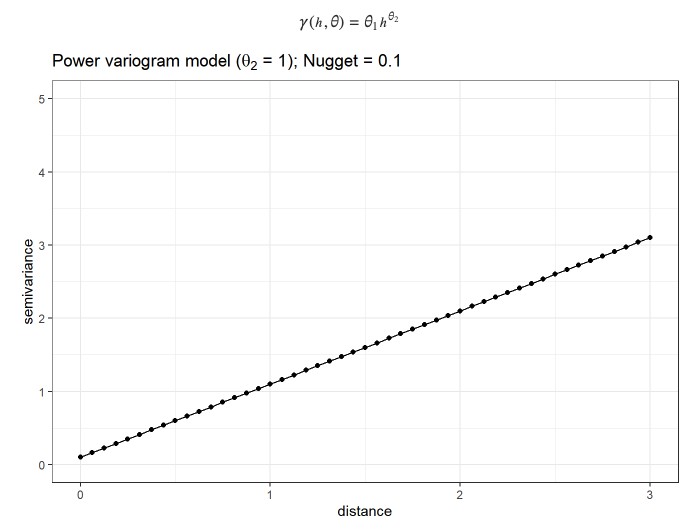 γ(h, θ) = θ₁h^θ₂
Power variogram model (θ₂ = 1); Nugget = 0.1
5
4
3
2
1
0
semivariance
0 1 2 3
distance